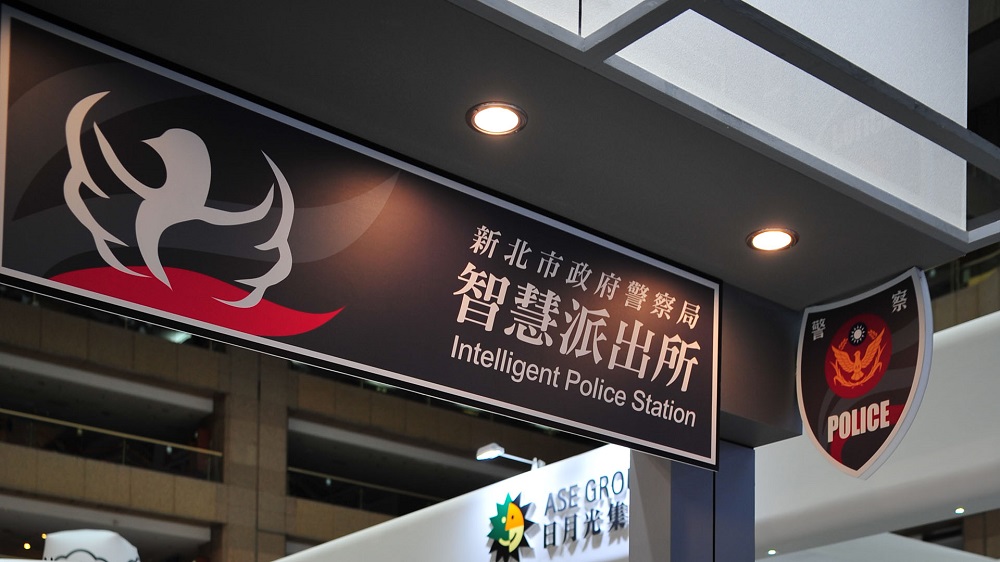 新北市政府警察局
智慧派出所
Intelligent Police Station
警察
POLICE
ASE GROU
日月光集